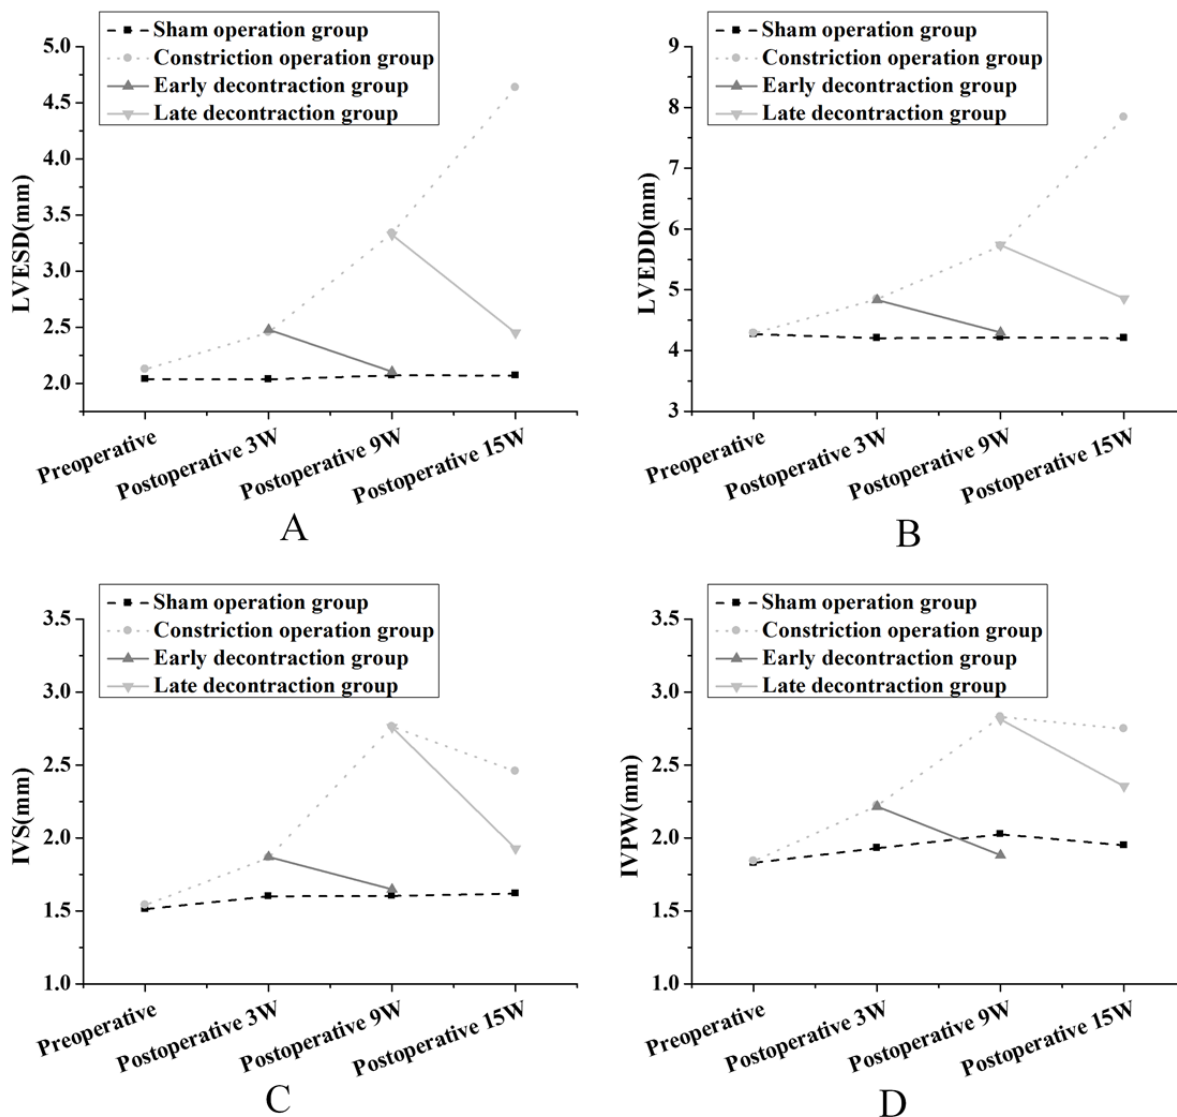 Sham operation group
Constriction operation group
Early decontraction group
Late decontraction group
5.0
4.5
4.0
3.5
3.0
2.5
2.0
LVESD(mm)
Preoperative
Postoperative 3W
Postoperative 9W
Postoperative 15W
A
Sham operation group
Constriction operation group
Early decontraction group
Late decontraction group
9
8
7
6
5
4
3
LVEDD(mm)
Preoperative
Postoperative 3W
Postoperative 9W
Postoperative 15W
B
Sham operation group
Constriction operation group
Early decontraction group
Late decontraction group
3.5
3.0
2.5
2.0
1.5
1.0
IVS(mm)
Preoperative
Postoperative 3W
Postoperative 9W
Postoperative 15W
C
Sham operation group
Constriction operation group
Early decontraction group
Late decontraction group
3.5
3.0
2.5
2.0
1.5
1.0
IVPW(mm)
Preoperative
Postoperative 3W
Postoperative 9W
Postoperative 15W
D